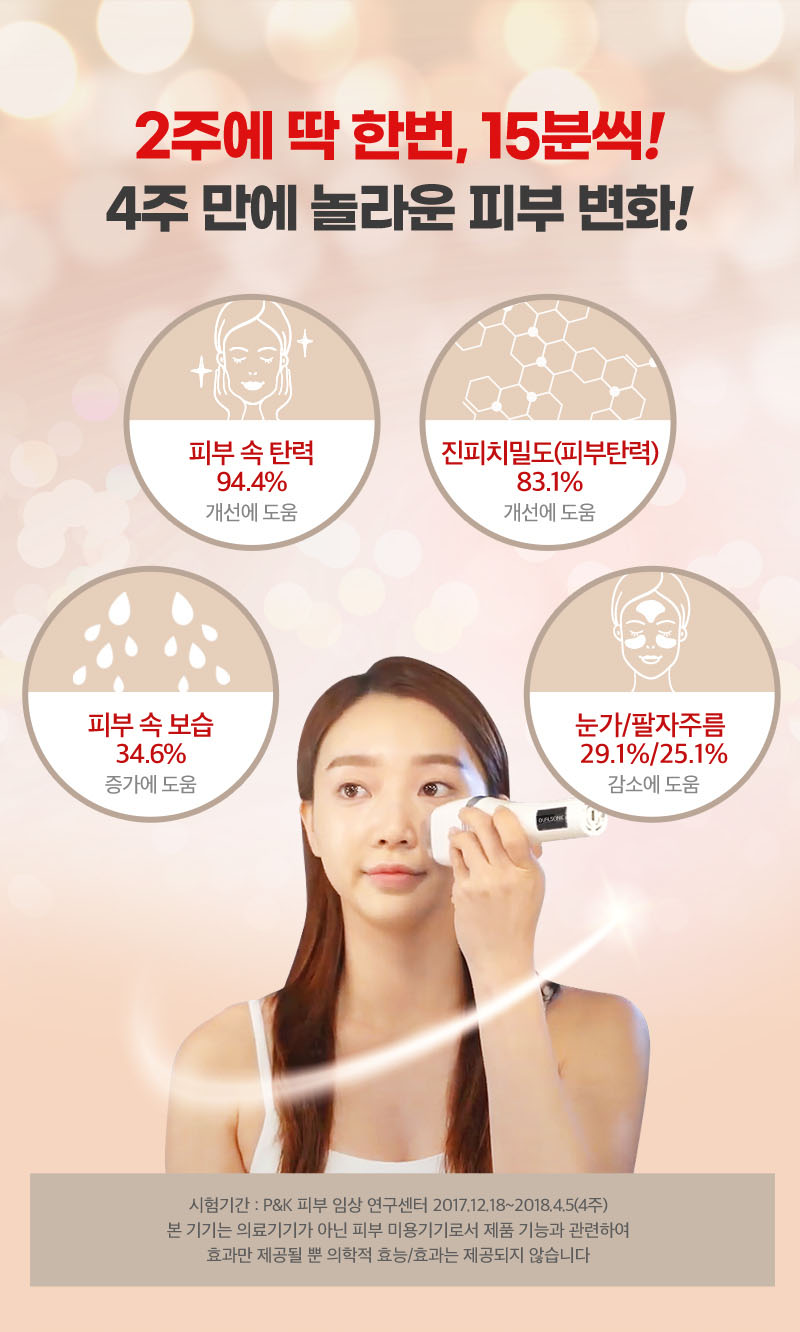 2주에 딱 한번, 15분씩!
4주 만에 놀라운 피부 변화!
피부 속 탄력
94.4%
개선에 도움
진피치밀도(피부탄력)
83.1%
개선에 도움
피부 속 보습
34.6%
증가에 도움
눈가/팔자주름
29.1%/25.1%
감소에 도움
DUALSONIC
시험기간 : P&K 피부 임상 연구센터 2017.12.18~2018.4.5(4주)
본 기기는 의료기기가 아닌 피부 미용기기로서 제품 기능과 관련하여
효과만 제공될 뿐 의학적 효능/효과는 제공되지 않습니다